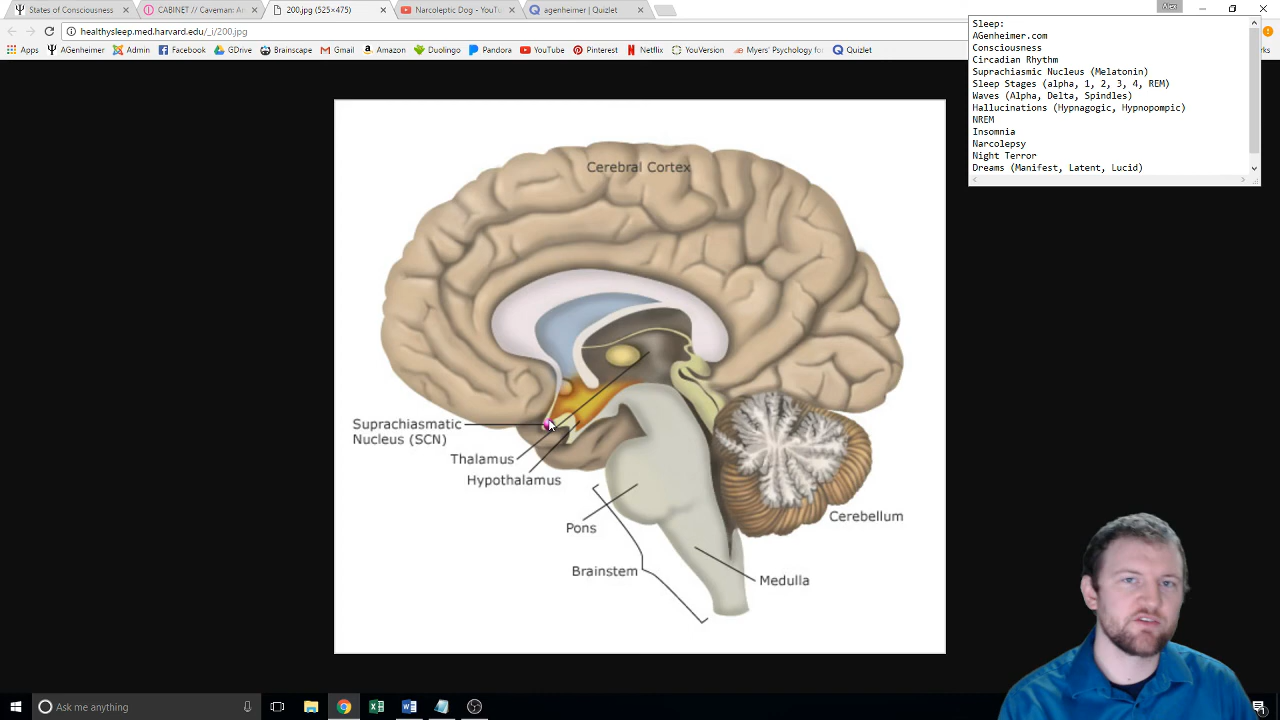 States of Consciousness
CABINET // Caveman: A
200.jpg (525×475)
Narcoleptic Dog - YouTu
agenheimer | Quizlet
Alex
healthysleep.med.harvard.edu/_i/200.jpg
Apps
AGenheimer
Admin
Facebook
GDrive
Brainscape
Gmail
Amazon
Duolingo
Pandora
YouTube
Pinterest
Netflix
YouVersion
Myers' Psychology fo
Quizlet
Sleep:
AGenheimer.com
Consciousness
Circadian Rhythm
Suprachiasmic Nucleus (Melatonin)
Sleep Stages (alpha, 1, 2, 3, 4, REM)
Waves (Alpha, Delta, Spindles)
Hallucinations (Hypnagogic, Hypnopompic)
NREM
Insomnia
Narcolepsy
Night Terror
Dreams (Manifest, Latent, Lucid)
Cerebral Cortex
Suprachiasmatic
Nucleus (SCN)
Thalamus
Hypothalamus
Pons
Brainstem
Cerebellum
Medulla
Ask me anything